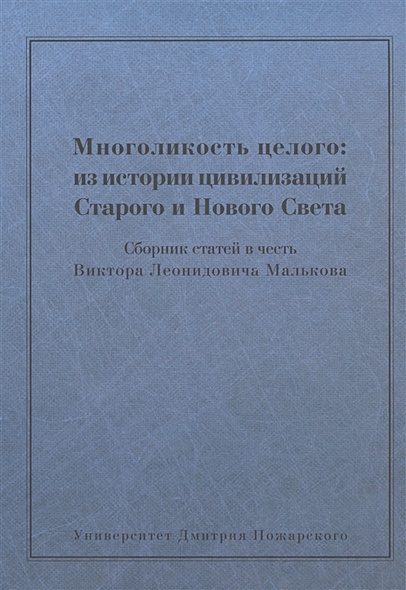 Многоликость целого:
из истории цивилизаций
Старого и Нового Света
Сборник статей в честь
Виктора Леонидовича Малькова
Университет Дмитрия Пожарского